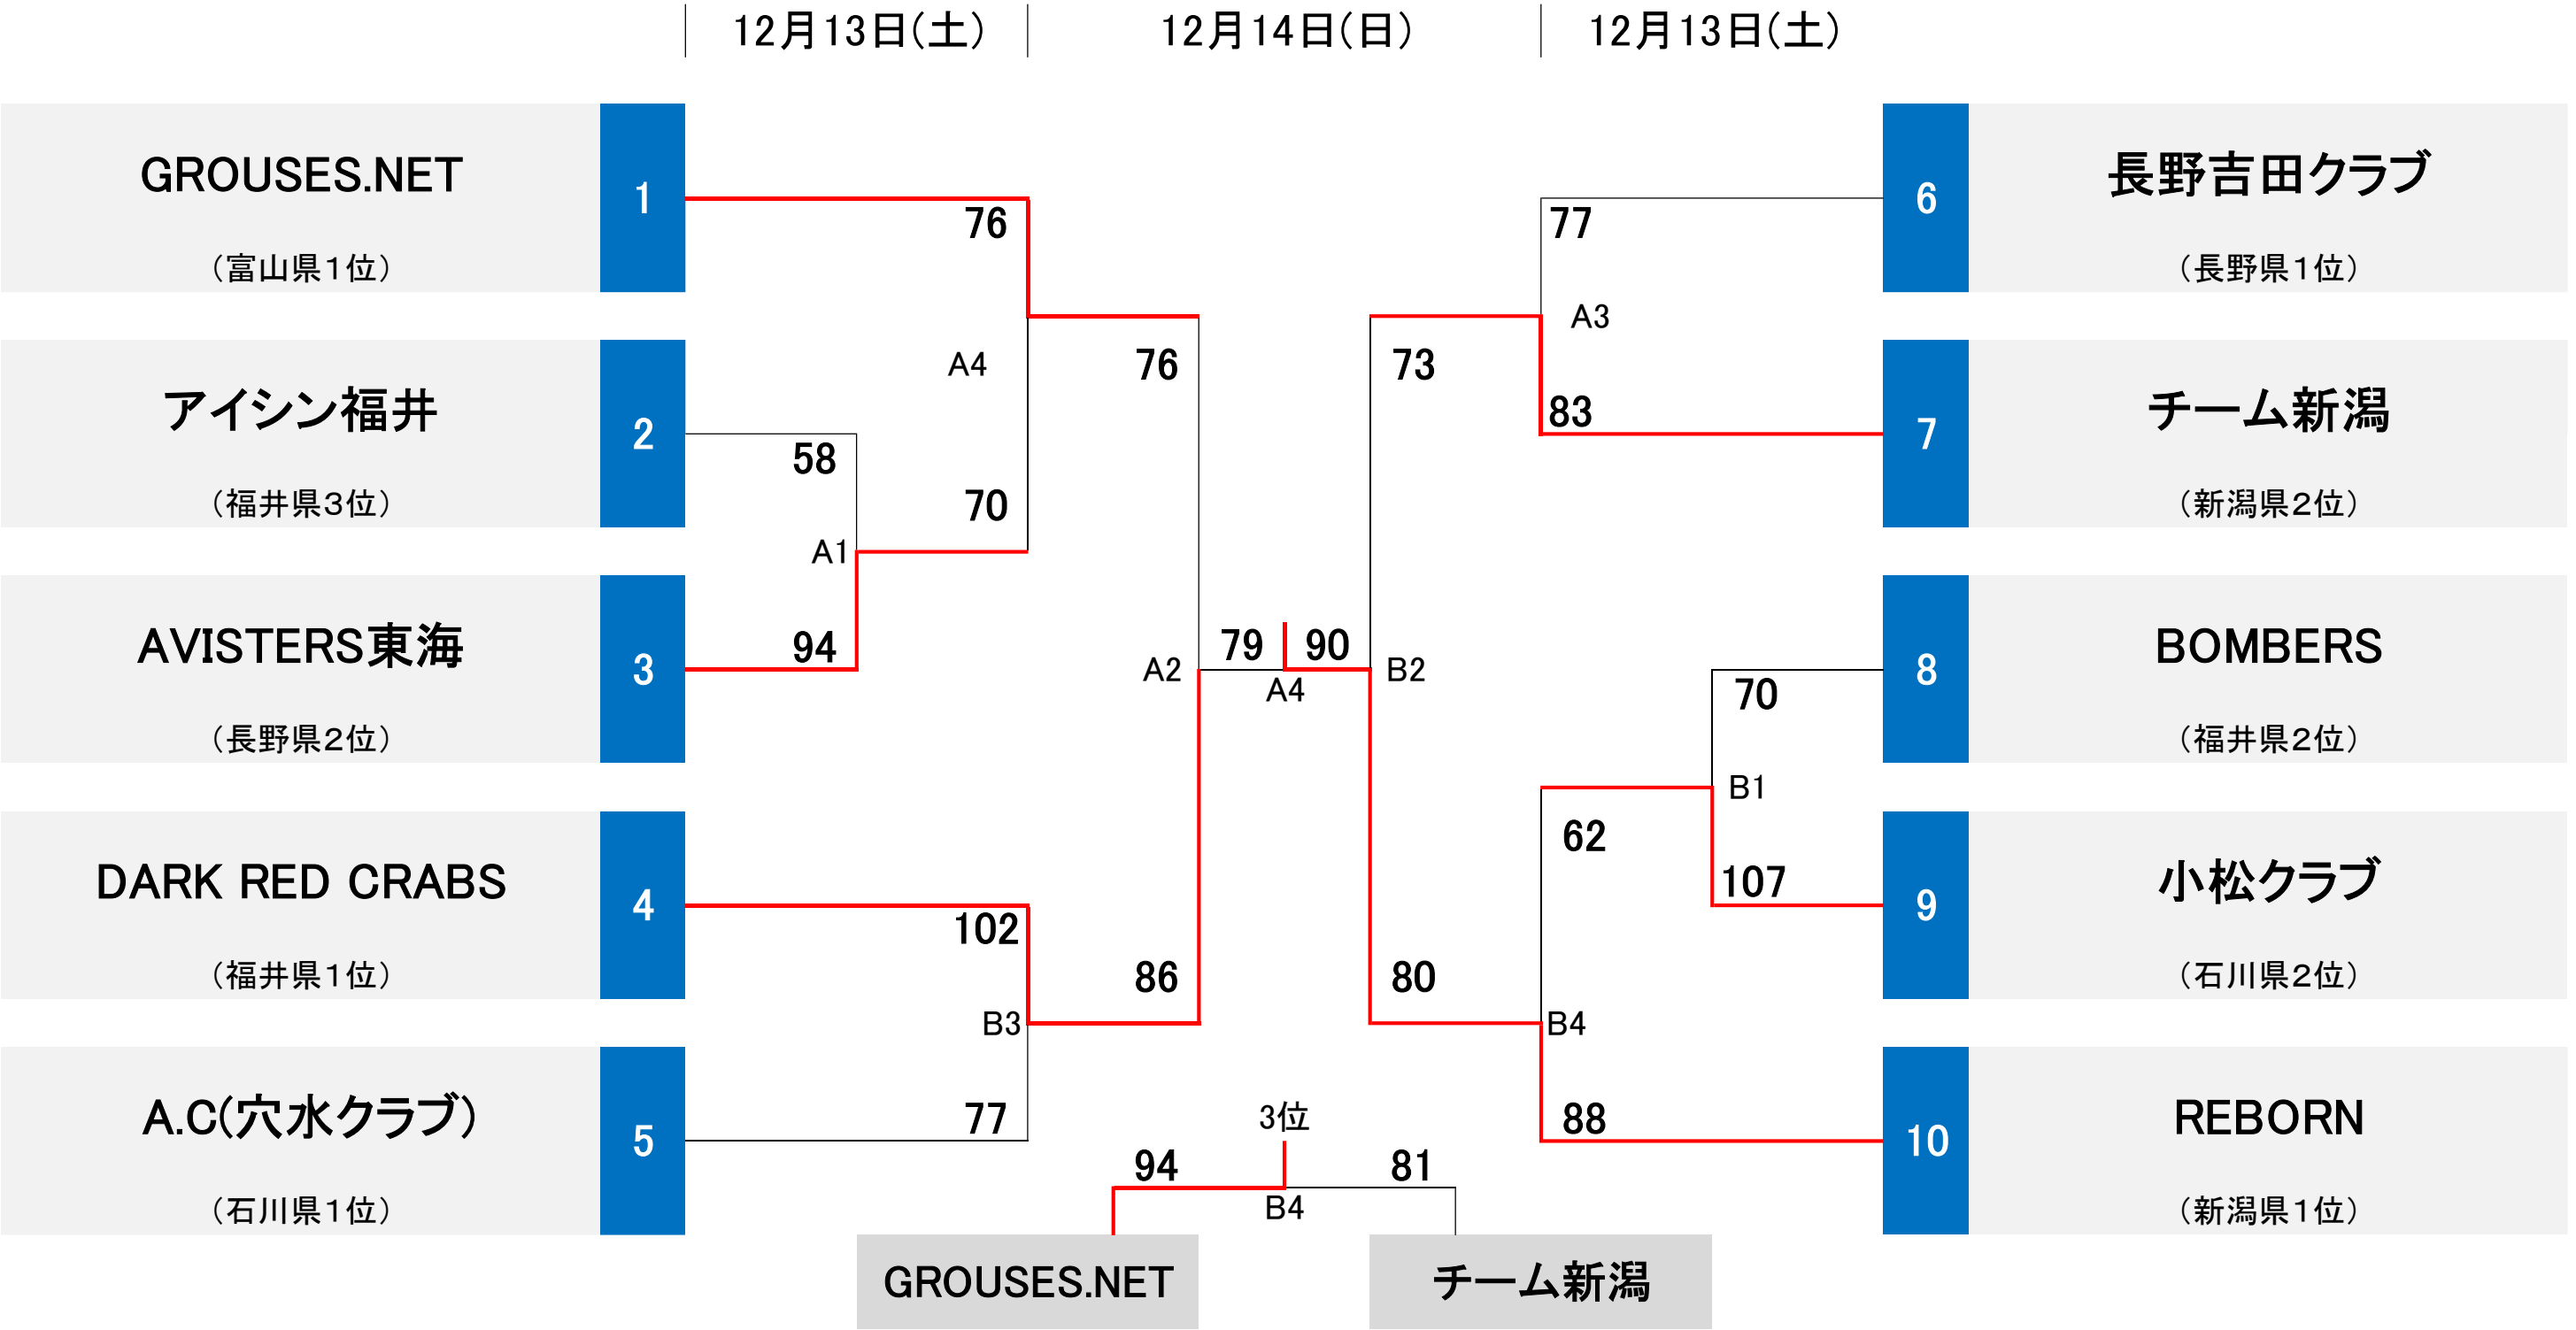 12月13日(土)
12月14日(日)
12月13日(土)
GROUSES.NET
(富山県1位)
1
アイシン福井
(福井県3位)
2
AVISTERS東海
(長野県2位)
3
DARK RED CRABS
(福井県1位)
4
A.C(穴水クラブ)
(石川県1位)
5
76
A4
58
70
A1
94
102
B3
77
76
A2
86
79
90
A4
73
B2
80
77
A3
83
70
B1
62
107
B4
88
6
長野吉田クラブ
(長野県1位)
7
チーム新潟
(新潟県2位)
8
BOMBERS
(福井県2位)
9
小松クラブ
(石川県2位)
10
REBORN
(新潟県1位)
3位
94
81
B4
GROUSES.NET
チーム新潟